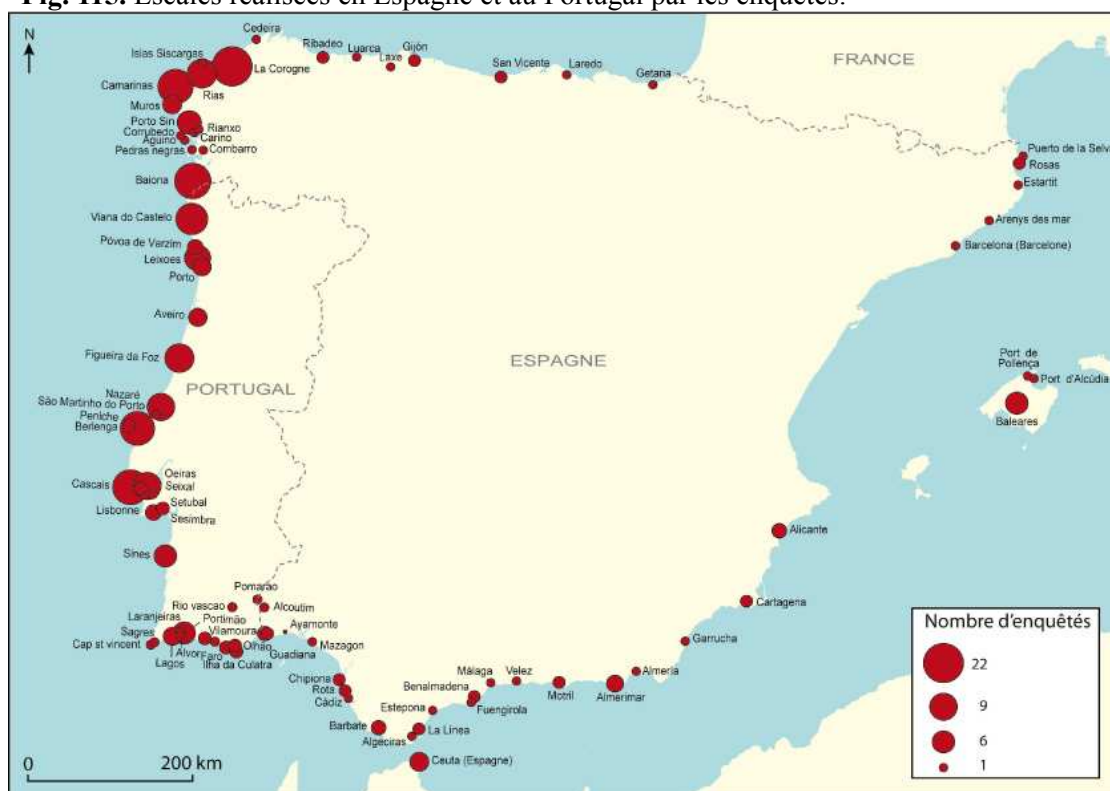 Fig. 113. Escales réalisées en Espagne et au Portugal par les enquêtés.
N
Cedeira
Ribadeo
Luarca
Laxe
Gijón
San Vicente
Laredo
Getaria
FRANCE
Islas Siscargas
La Corogne
Camarinas
Rias
Muros
Porto Sin
Rianxo
Corrubedo
Carino
Aguino
Pedras negras
Combarro
Baiona
Viana do Castelo
Póvoa de Varzim
Leixoes
Porto
Aveiro
Figueira da Foz
PORTUGAL
ESPAGNE
Nazaré
São Martinho do Porto
Peniche
Berlenga
Cascais
Oeiras
Seixal
Lisbonne
Setubal
Sesimbra
Sines
Pomarão
Rio vascao
Alcoutim
Laranjeiras
Portimão
Ayamonte
Sagres
Vilamoura
Cap st vincent
Alvor
Olhão
Mazagon
Lagos
Faro
Guadiana
Ilha da Culatra
Chipiona
Rota
Cádiz
Barbate
Algeciras
Estepona
La Línea
Ceuta (Espagne)
Benalmadena
Fuengirola
Málaga
Velez
Motril
Almerimar
Almeria
Garrucha
Cartagena
Alicante
Puerto de la Selva
Rosas
Estartit
Arenys des mar
Barcelona (Barcelone)
Port de
Pollença
Port d'Alcúdia
Baleares
Nombre d'enquêtés
22
9
6
1
0
200 km